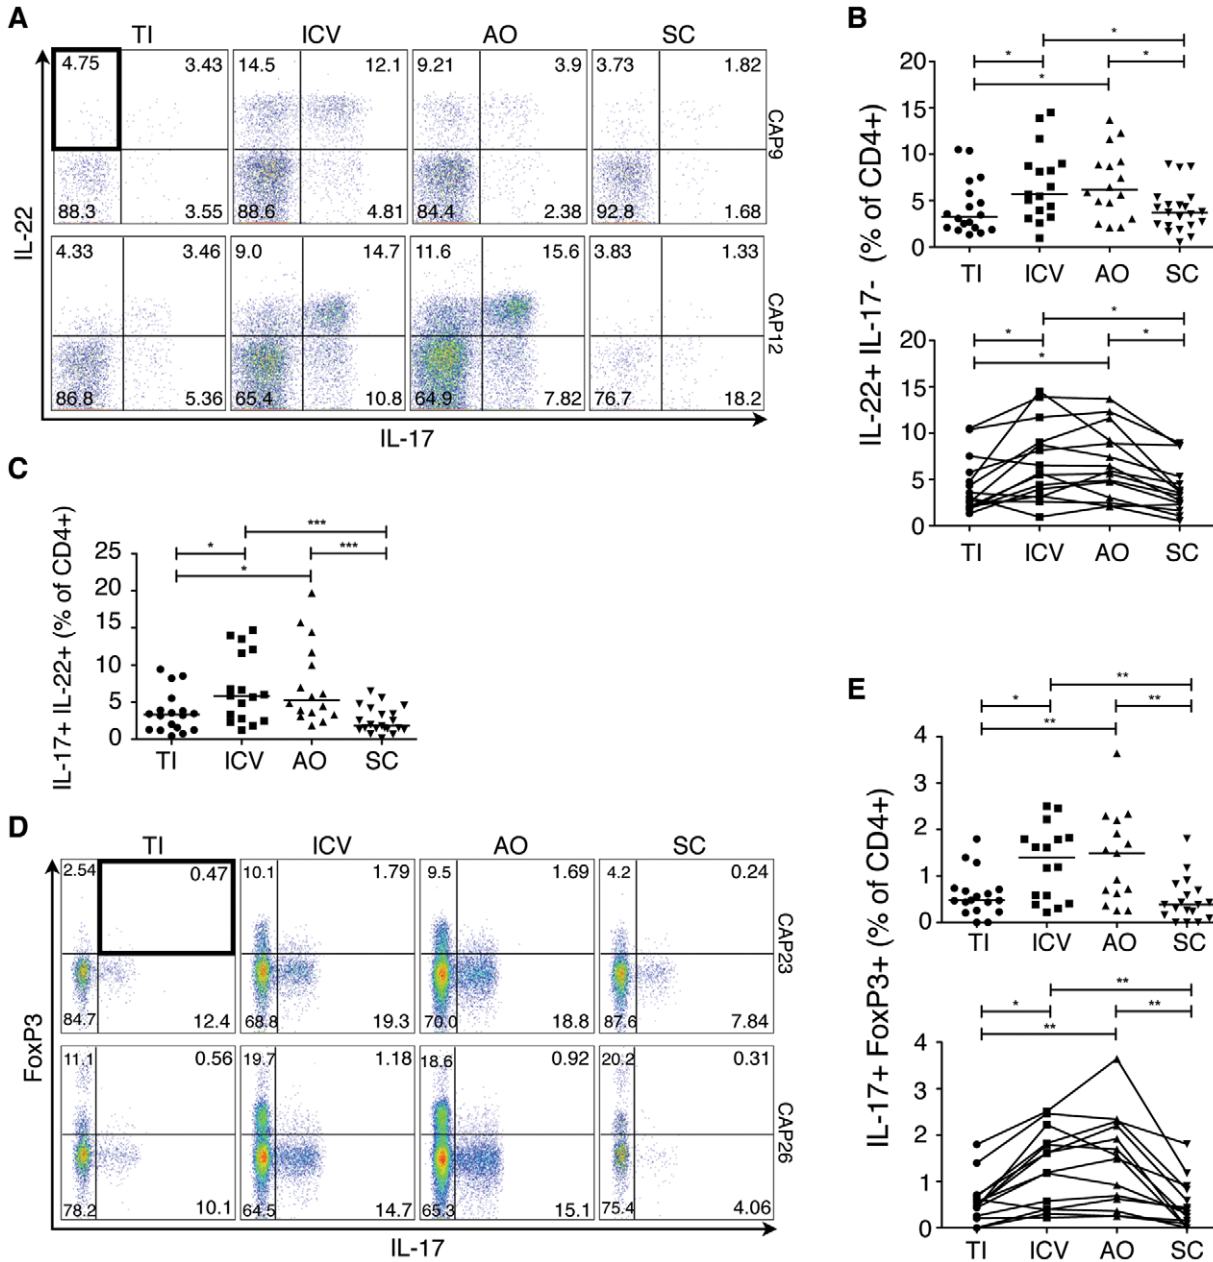 A
TI ICV AO SC
4.75 3.43 14.5 12.1 9.21 3.9 3.73 1.82
CAP9
88.3 3.55 88.6 4.81 84.4 2.38 92.8 1.68
4.33 3.46 9.0 14.7 11.6 15.6 3.83 1.33
CAP12
86.8 5.36 65.4 10.8 64.9 7.82 76.7 18.2
IL-22
IL-17
B
* * * *
20
15
10
5
0
TI ICV AO SC
IL-22+ IL-17- (% of CD4+)
* * * *
20
15
10
5
0
TI ICV AO SC
C
*** * *** *
25
20
15
10
5
0
TI ICV AO SC
IL-17+ IL-22+ (% of CD4+)
D
TI ICV AO SC
2.54 0.47 10.1 1.79 9.5 1.69 4.2 0.24
CAP23
84.7 12.4 68.8 19.3 70.0 18.8 87.6 7.84
11.1 0.56 19.7 1.18 18.6 0.92 20.2 0.31
CAP26
78.2 10.1 64.5 14.7 65.3 15.1 75.4 4.06
FoxP3
IL-17
E
** * ** **
4
3
2
1
0
TI ICV AO SC
IL-17+ FoxP3+ (% of CD4+)
** * ** **
4
3
2
1
0
TI ICV AO SC